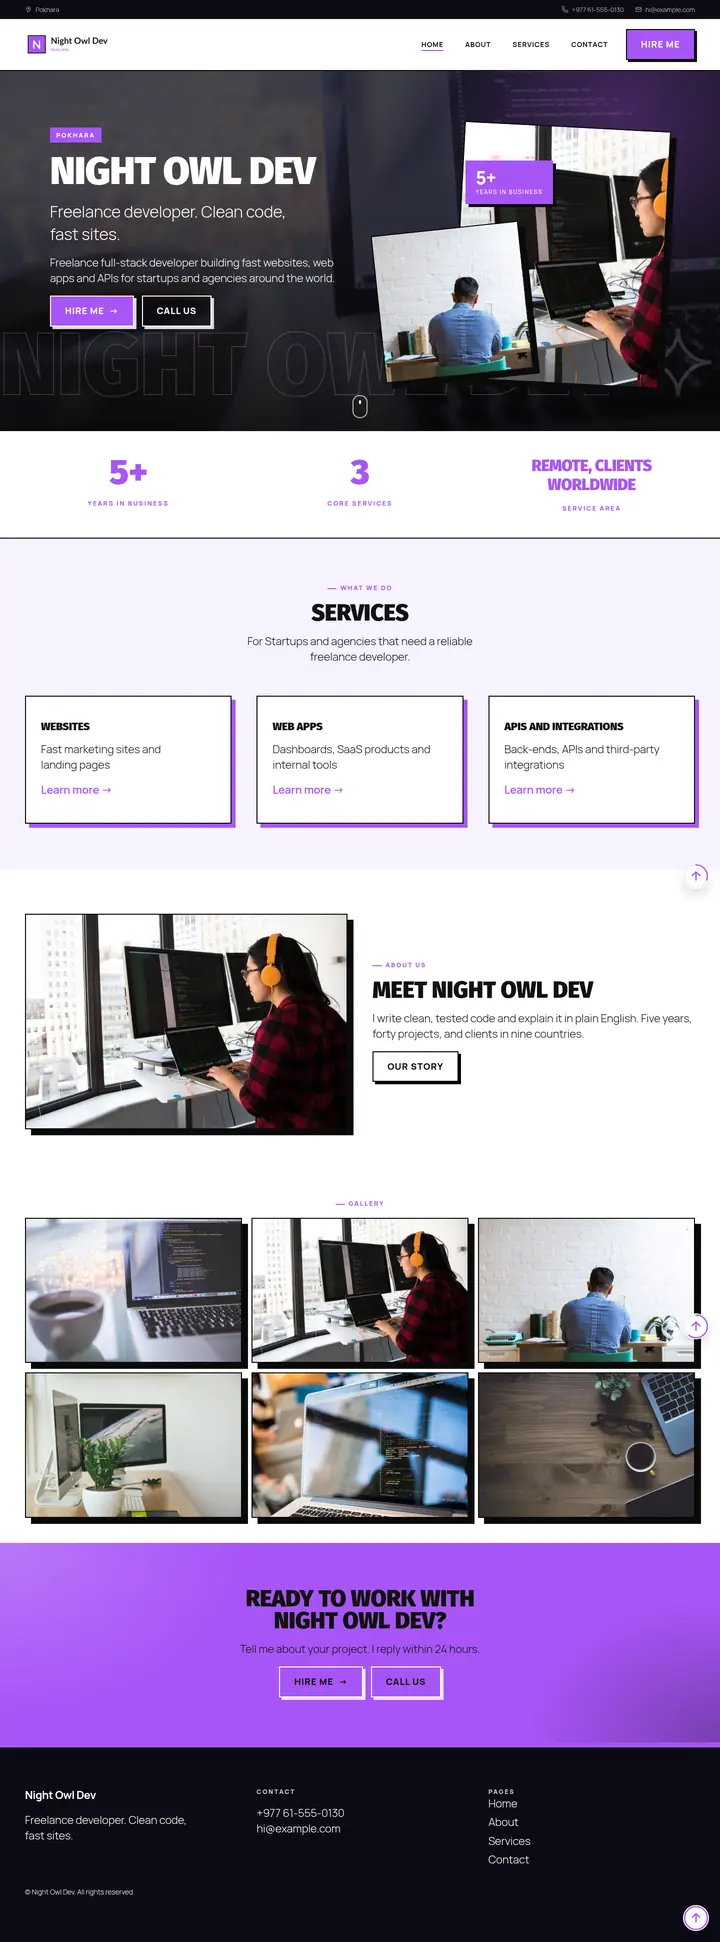 Pokhara
+977 61-555-0130
hi@example.com
N
Night Owl Dev
HOME
ABOUT
SERVICES
CONTACT
HIRE ME
POKHARA
NIGHT OWL DEV
Freelance developer. Clean code,
fast sites.
Freelance full-stack developer building fast websites, web
apps and APIs for startups and agencies around the world.
HIRE ME →
CALL US
5+
YEARS IN BUSINESS
NIGHT OWL DEV
5+
YEARS IN BUSINESS
3
CORE SERVICES
REMOTE, CLIENTS
WORLDWIDE
SERVICE AREA
WHAT WE DO
SERVICES
For Startups and agencies that need a reliable
freelance developer.
WEBSITES
Fast marketing sites and
landing pages
Learn more →
WEB APPS
Dashboards, SaaS products and
internal tools
Learn more →
APIS AND INTEGRATIONS
Back-ends, APIs and third-party
integrations
Learn more →
ABOUT US
MEET NIGHT OWL DEV
I write clean, tested code and explain it in plain English. Five years,
forty projects, and clients in nine countries.
OUR STORY
GALLERY
READY TO WORK WITH
NIGHT OWL DEV?
Tell me about your project. I reply within 24 hours.
HIRE ME →
CALL US
Night Owl Dev
Freelance developer. Clean code,
fast sites.
CONTACT
+977 61-555-0130
hi@example.com
PAGES
Home
About
Services
Contact
© Night Owl Dev. All rights reserved.